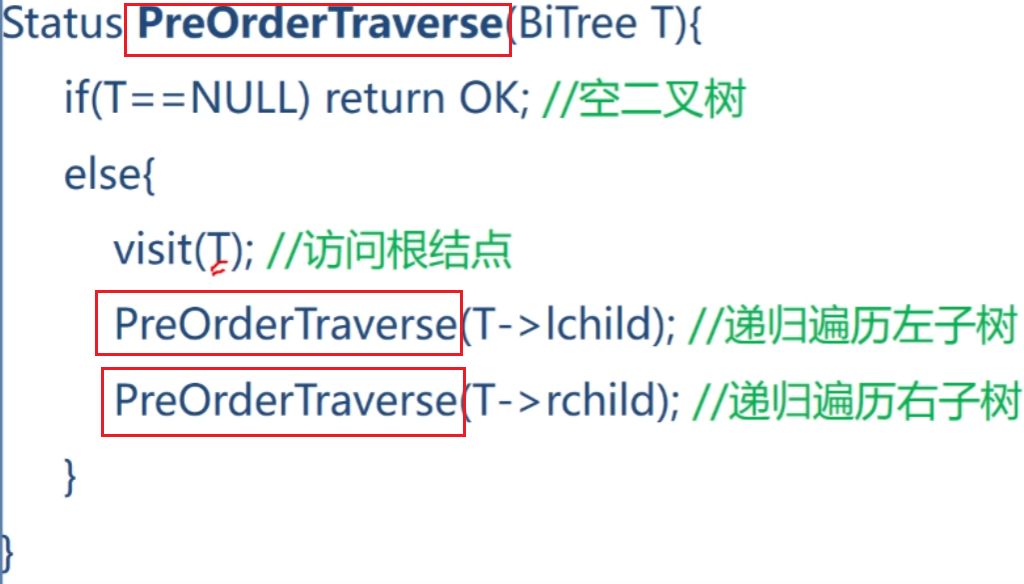 Status PreOrderTraverse(BiTree T){
if(T==NULL) return OK; //空二叉树
else{
visit(T); //访问根结点
PreOrderTraverse(T->lchild); //递归遍历左子树
PreOrderTraverse(T->rchild); //递归遍历右子树
}
}